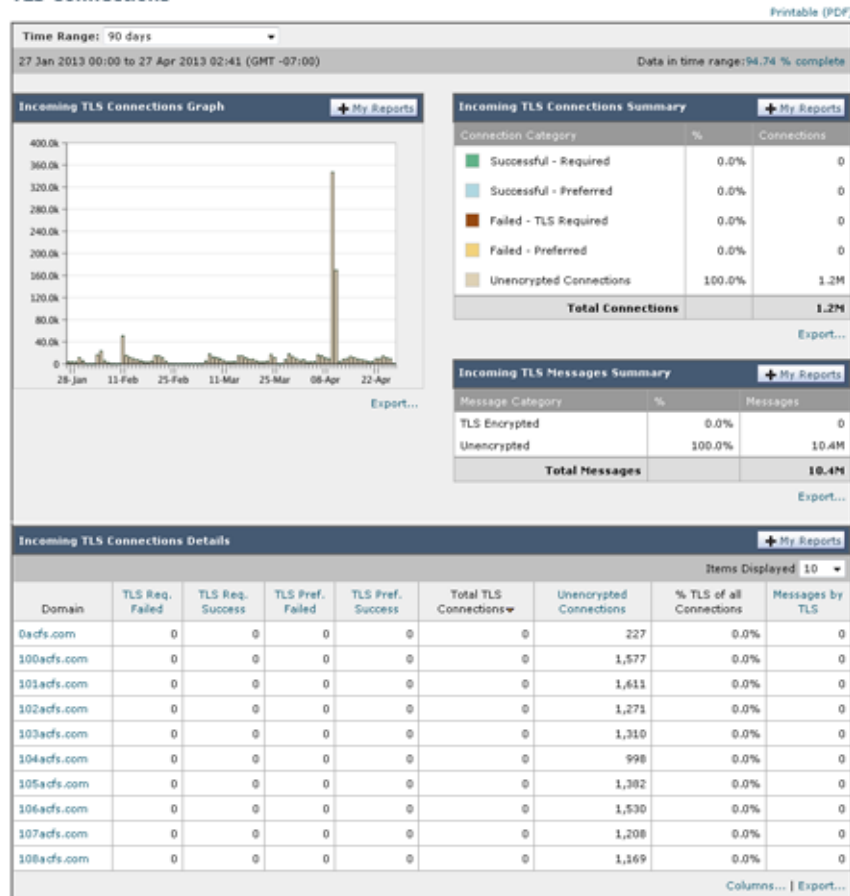 TLS Connections
Printable (PDF)
Time Range: 90 days
27 Jan 2013 00:00 to 27 Apr 2013 02:41 (GMT -07:00)
Data in time range:94.74 % complete
Incoming TLS Connections Graph
My Reports
400.0k
360.0k
320.0k
280.0k
240.0k
200.0k
160.0k
120.0k
80.0k
40.0k
0
28-Jan 11-Feb 25-Feb 11-Mar 25-Mar 08-Apr 22-Apr
Export...
Incoming TLS Connections Summary
My Reports
Connection Category % Connections
Successful - Required 0.0% 0
Successful - Preferred 0.0% 0
Failed - TLS Required 0.0% 0
Failed - Preferred 0.0% 0
Unencrypted Connections 100.0% 1.2M
Total Connections 1.2M
Export...
Incoming TLS Messages Summary
My Reports
Message Category % Messages
TLS Encrypted 0.0% 0
Unencrypted 100.0% 10.4M
Total Messages 10.4M
Export...
Incoming TLS Connections Details
My Reports
Items Displayed 10
Domain TLS Req. Failed TLS Req. Success TLS Pref. Failed TLS Pref. Success Total TLS Connections Unencrypted Connections % TLS of all Connections Messages by TLS
0acfs.com 0 0 0 0 0 227 0.0% 0
100acfs.com 0 0 0 0 0 1,577 0.0% 0
101acfs.com 0 0 0 0 0 1,611 0.0% 0
102acfs.com 0 0 0 0 0 1,271 0.0% 0
103acfs.com 0 0 0 0 0 1,310 0.0% 0
104acfs.com 0 0 0 0 0 998 0.0% 0
105acfs.com 0 0 0 0 0 1,382 0.0% 0
106acfs.com 0 0 0 0 0 1,530 0.0% 0
107acfs.com 0 0 0 0 0 1,208 0.0% 0
108acfs.com 0 0 0 0 0 1,169 0.0% 0
Columns... | Export...